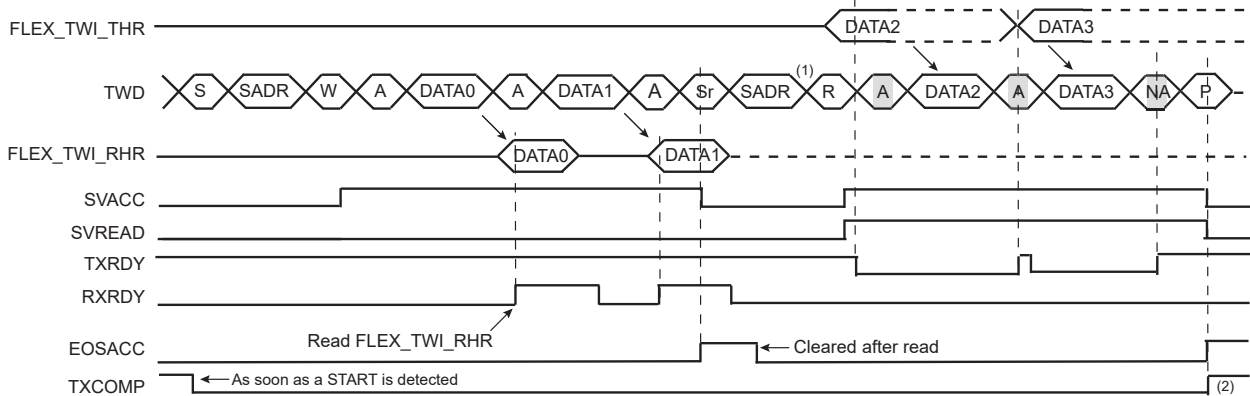 FLEX_TWI_THR DATA2 DATA3
(1)
TWD S SADR W A DATA0 A DATA1 A Sr SADR R A DATA2 A DATA3 NA P
FLEX_TWI_RHR DATA0 DATA1
SVACC
SVREAD
TXRDY
RXRDY
Read FLEX_TWI_RHR
EOSACC Cleared after read
TXCOMP As soon as a START is detected (2)